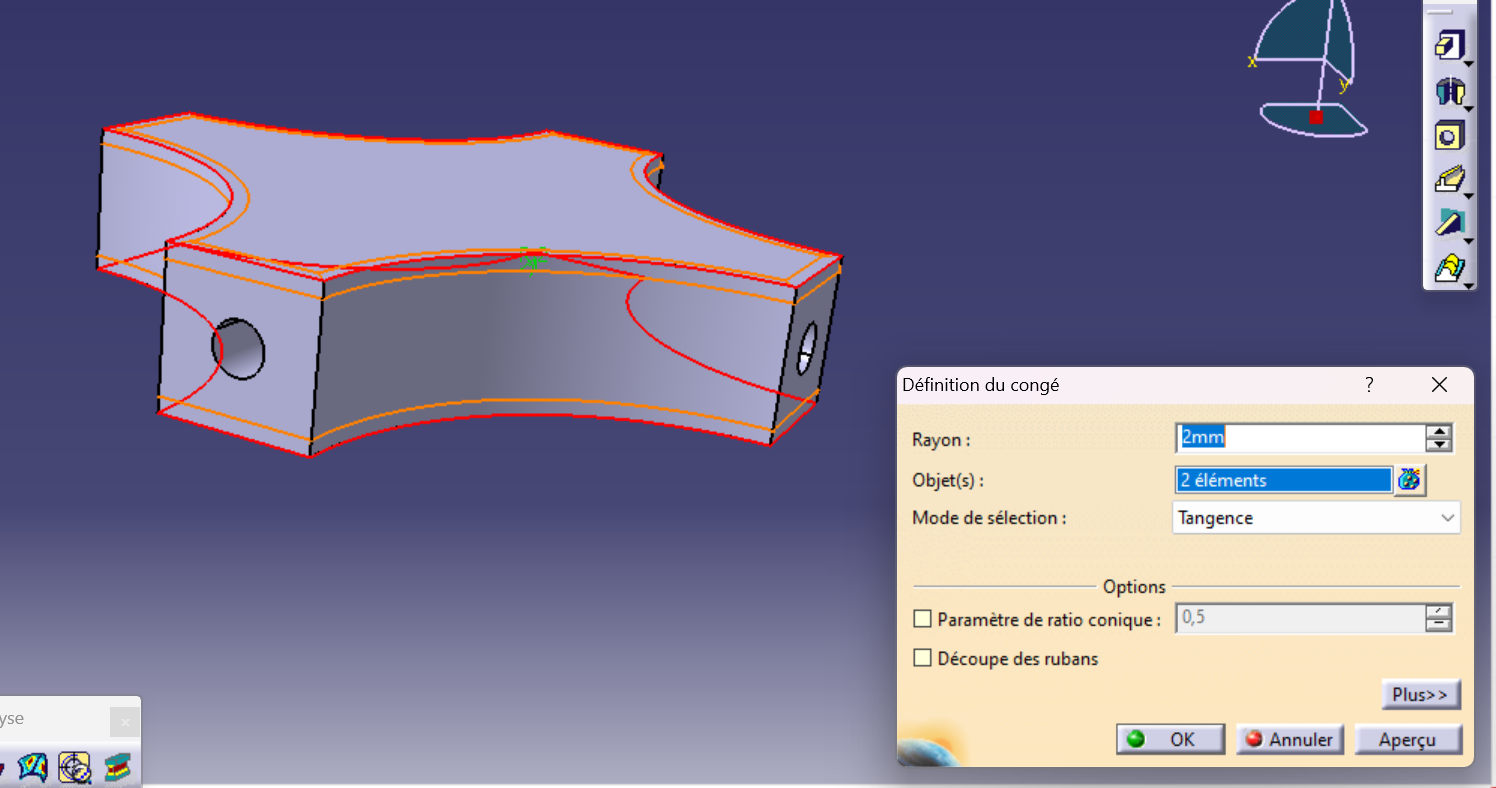 x
y
Définition du congé ?
Rayon : 2mm
Objet(s) : 2 éléments
Mode de sélection : Tangence
Options
Paramètre de ratio conique : 0,5
Découpe des rubans
Plus>>
OK Annuler Aperçu
yse